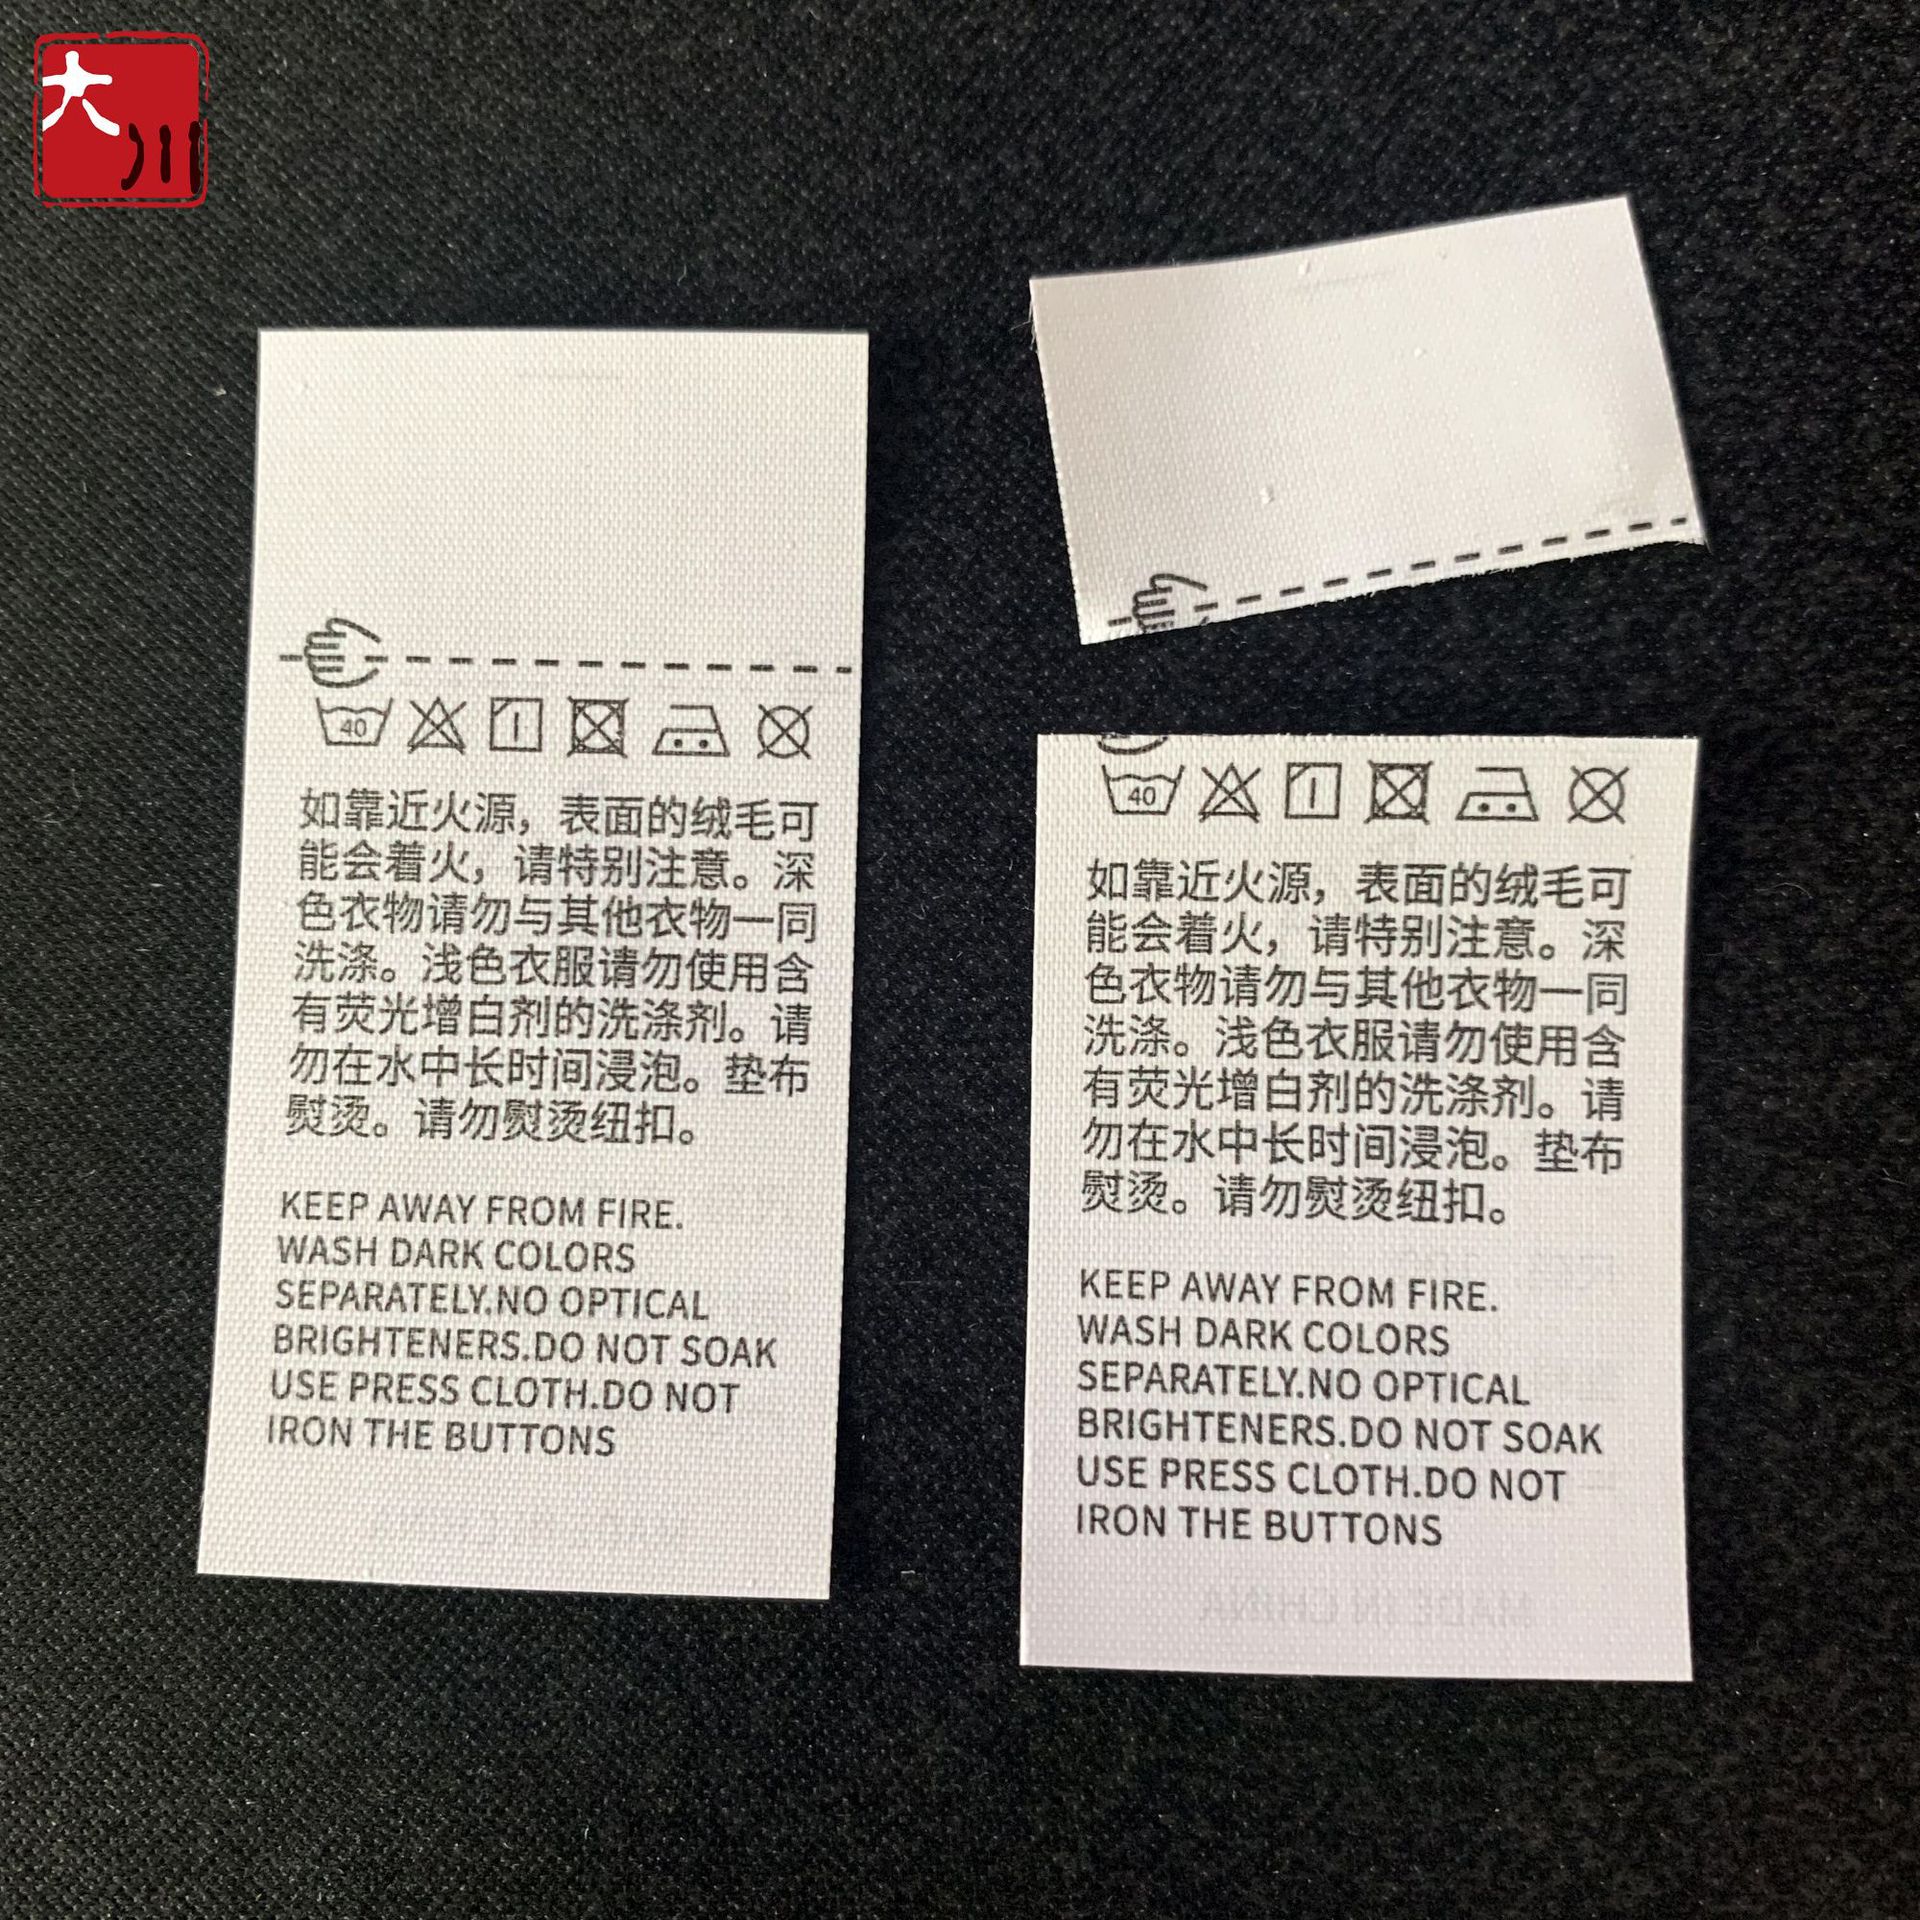 大川
40
如靠近火源，表面的绒毛可
能会着火，请特别注意。深
色衣物请勿与其他衣物一同
洗涤。浅色衣服请勿使用含
有荧光增白剂的洗涤剂。请
勿在水中长时间浸泡。垫布
熨烫。请勿熨烫纽扣。
KEEP AWAY FROM FIRE.
WASH DARK COLORS
SEPARATELY.NO OPTICAL
BRIGHTENERS.DO NOT SOAK
USE PRESS CLOTH.DO NOT
IRON THE BUTTONS
40
如靠近火源，表面的绒毛可
能会着火，请特别注意。深
色衣物请勿与其他衣物一同
洗涤。浅色衣服请勿使用含
有荧光增白剂的洗涤剂。请
勿在水中长时间浸泡。垫布
熨烫。请勿熨烫纽扣。
KEEP AWAY FROM FIRE.
WASH DARK COLORS
SEPARATELY.NO OPTICAL
BRIGHTENERS.DO NOT SOAK
USE PRESS CLOTH.DO NOT
IRON THE BUTTONS
MADE IN CHINA